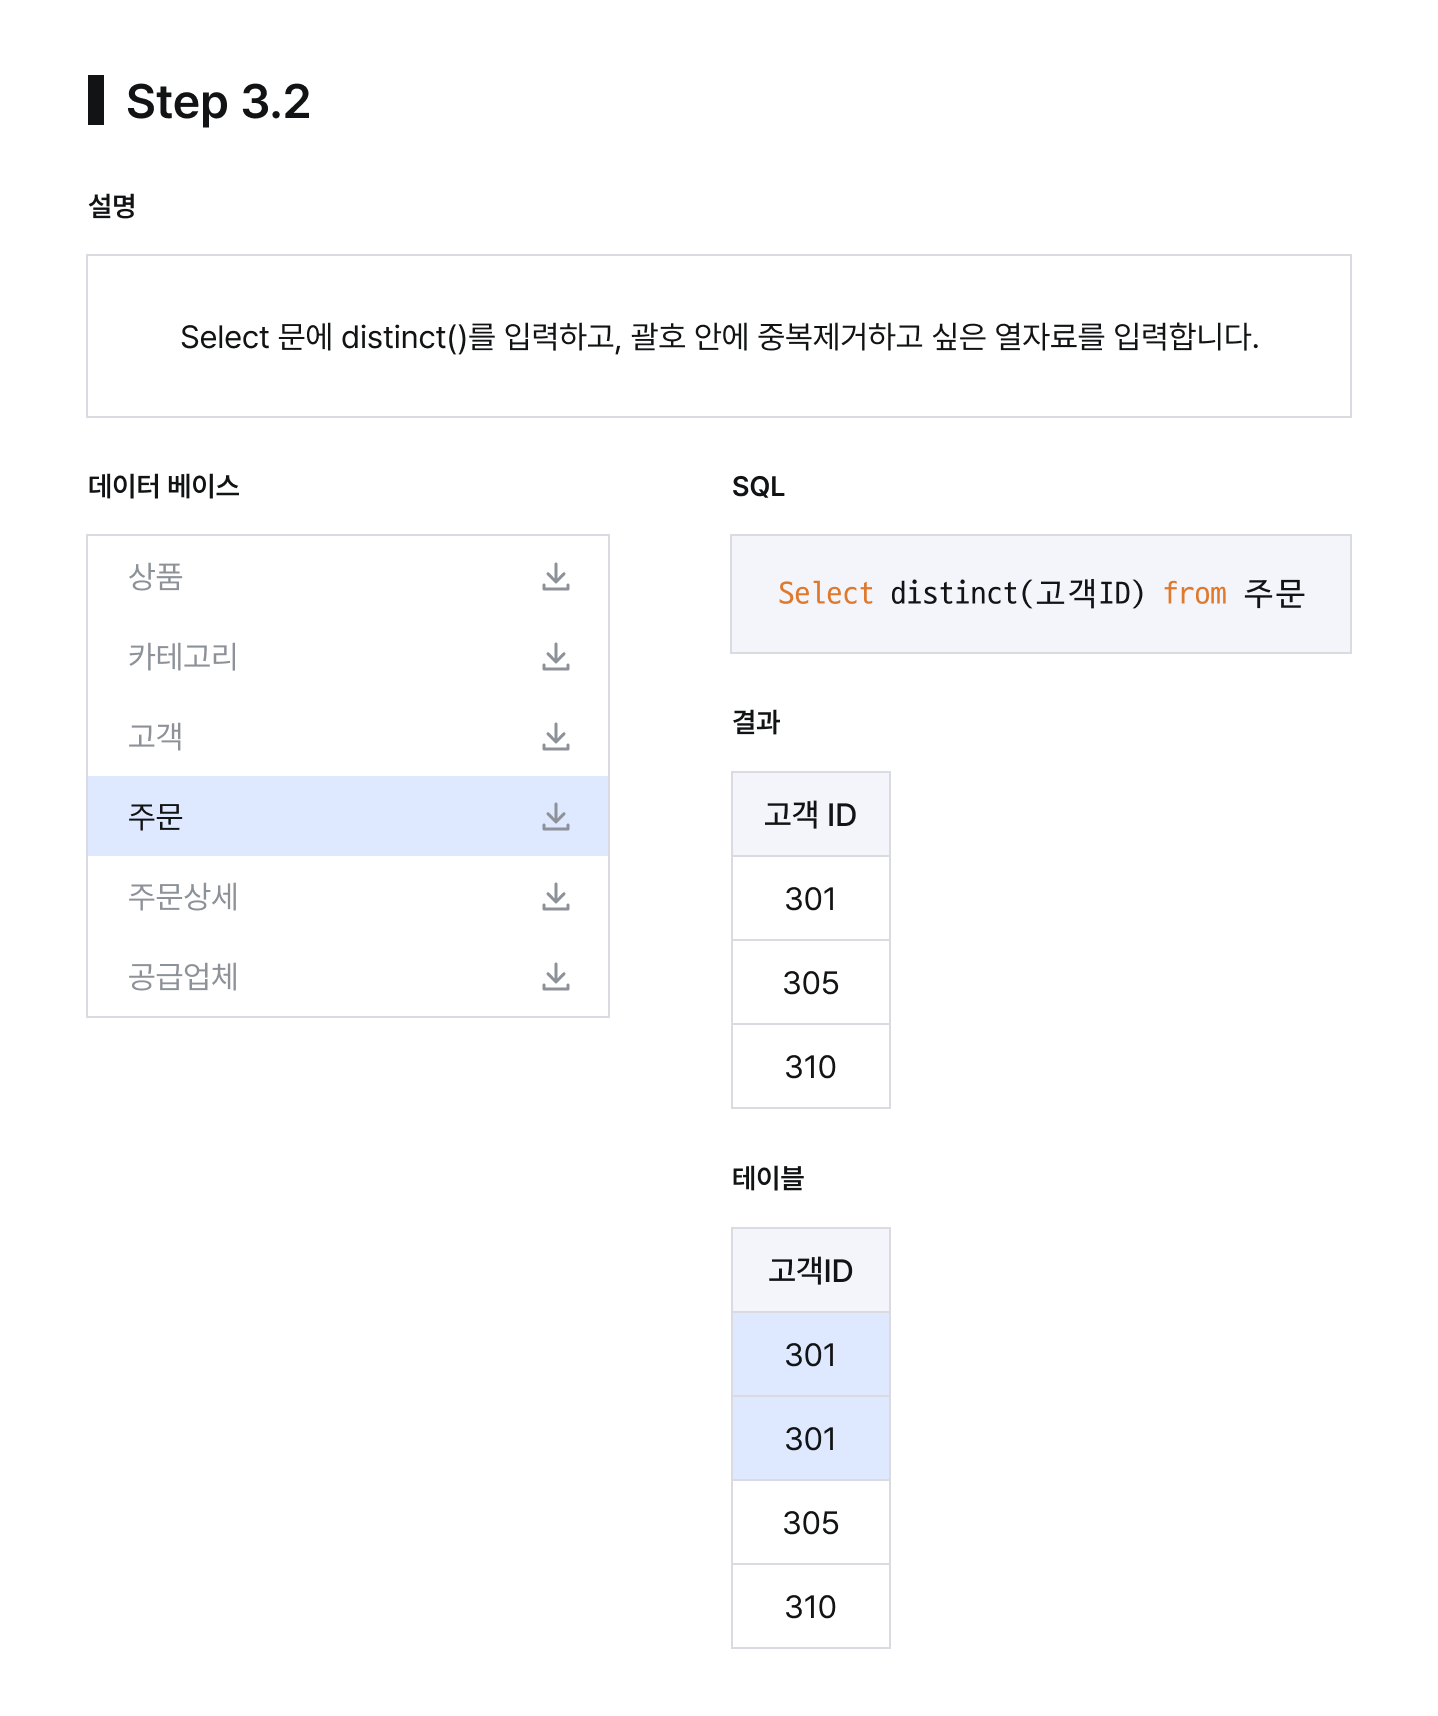 Step 3.2
설명
Select 문에 distinct()를 입력하고, 괄호 안에 중복제거하고 싶은 열자료를 입력합니다.
데이터 베이스
상품
카테고리
고객
주문
주문상세
공급업체
SQL
Select distinct(고객ID) from 주문
결과
고객 ID
301
305
310
테이블
고객ID
301
301
305
310